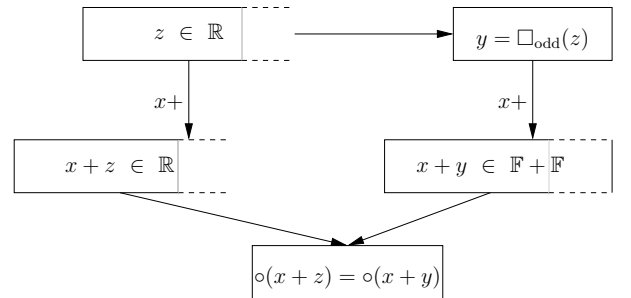 z ∈ ℝ
y = □odd(z)
x+
x+
x + z ∈ ℝ
x + y ∈ 𝔽 + 𝔽
∘(x + z) = ∘(x + y)